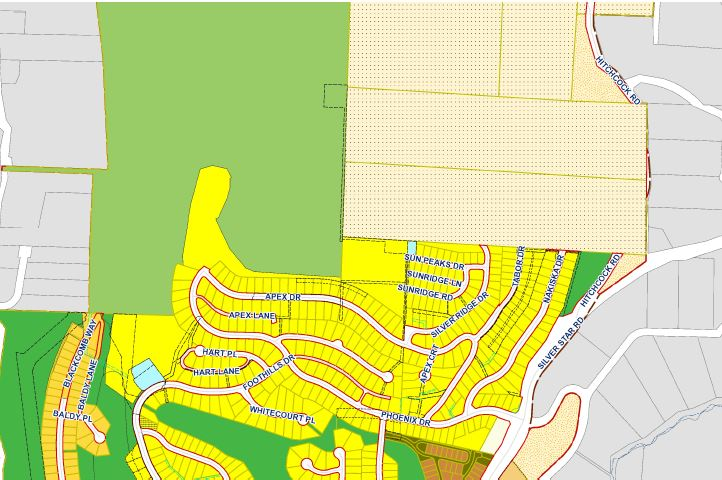 HITCHCOCK RD
SUN PEAKS DR
SUNRIDGE LN
SUNRIDGE RD
TABOR DR
NAKISKA DR
HITCHCOCK RD
APEX DR
APEX LANE
SILVER RIDGE DR
SILVER STAR RD
BLACKCOMB WAY
BALDY LANE
BALDY PL
HART PL
HART LANE
FOOTHILLS DR
APEX CRT
WHITECOURT PL
PHOENIX DR